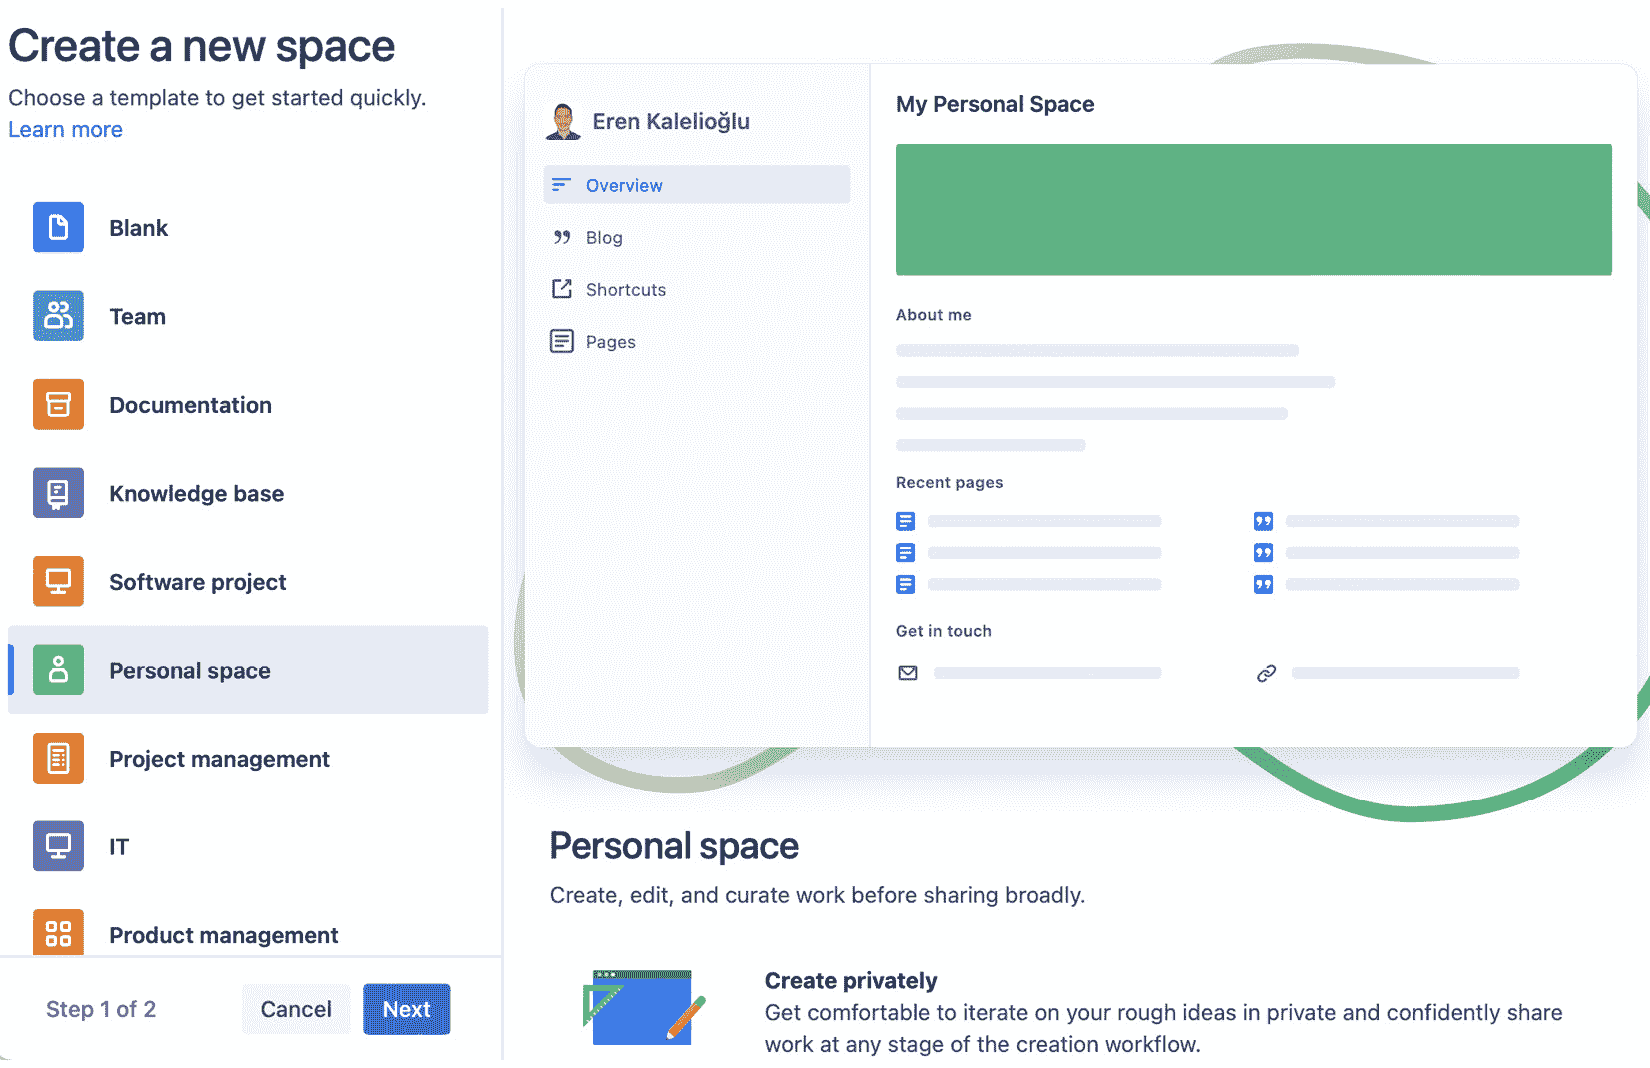 Create a new space
Choose a template to get started quickly.
Learn more
Blank
Team
Documentation
Knowledge base
Software project
Personal space
Project management
IT
Product management
Step 1 of 2
Cancel
Next
Eren Kalelioğlu
Overview
Blog
Shortcuts
Pages
My Personal Space
About me
Recent pages
Get in touch
Personal space
Create, edit, and curate work before sharing broadly.
Create privately
Get comfortable to iterate on your rough ideas in private and confidently share
work at any stage of the creation workflow.